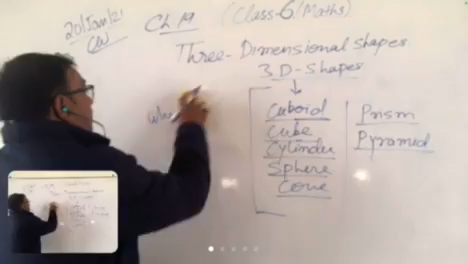 20/Jan/21
CW
Ch.19 (Class-6/Maths)
Three-Dimensional shapes.
3D-Shapes
Cuboid
Cube
Cylinder
Sphere
Cone
Prism
Pyramid